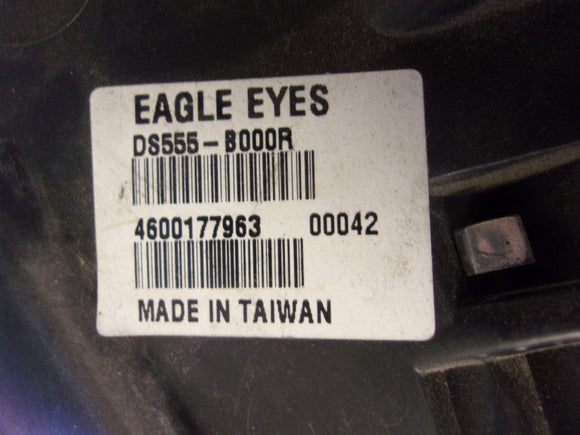 EAGLE EYES
DS555-B000R
4600177963 00042
MADE IN TAIWAN